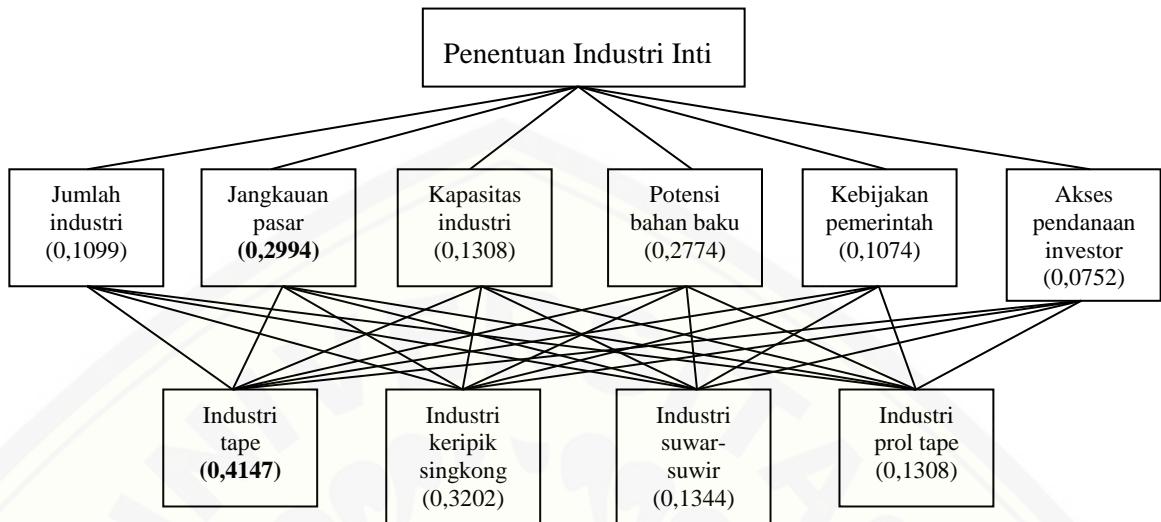 Penentuan Industri Inti
Jumlah
industri
(0,1099)
Jangkauan
pasar
(0,2994)
Kapasitas
industri
(0,1308)
Potensi
bahan baku
(0,2774)
Kebijakan
pemerintah
(0,1074)
Akses
pendanaan
investor
(0,0752)
Industri
tape
(0,4147)
Industri
keripik
singkong
(0,3202)
Industri
suwar-
suwir
(0,1344)
Industri
prol tape
(0,1308)